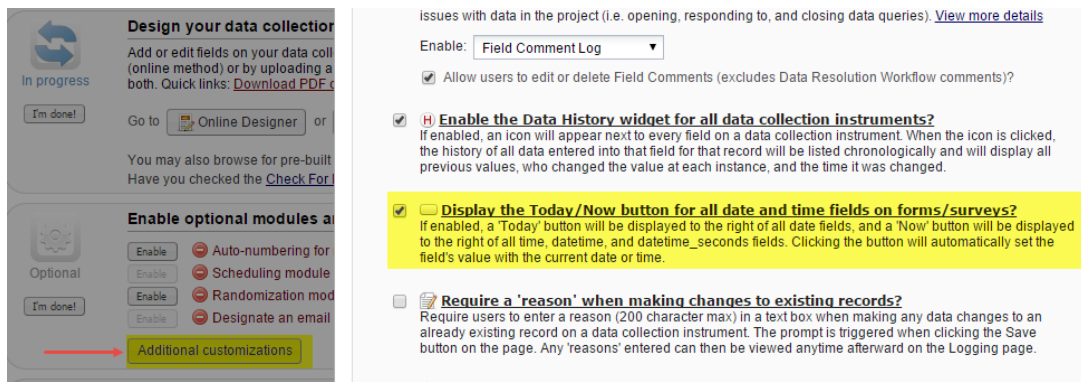 Design your data collection
Add or edit fields on your data coll
(online method) or by uploading a
both. Quick links: Download PDF
In progress
I'm done!
Go to Online Designer or
You may also browse for pre-built
Have you checked the Check For
Enable optional modules a
Enable Auto-numbering for
Enable Scheduling module
Optional
Enable Randomization mod
I'm done!
Enable Designate an email
Additional customizations
issues with data in the project (i.e. opening, responding to, and closing data queries). View more details
Enable: Field Comment Log
Allow users to edit or delete Field Comments (excludes Data Resolution Workflow comments)?
H Enable the Data History widget for all data collection instruments?
If enabled, an icon will appear next to every field on a data collection instrument. When the icon is clicked,
the history of all data entered into that field for that record will be listed chronologically and will display all
previous values, who changed the value at each instance, and the time it was changed.
Display the Today/Now button for all date and time fields on forms/surveys?
If enabled, a 'Today' button will be displayed to the right of all date fields, and a 'Now' button will be displayed
to the right of all time, datetime, and datetime_seconds fields. Clicking the button will automatically set the
field's value with the current date or time.
Require a 'reason' when making changes to existing records?
Require users to enter a reason (200 character max) in a text box when making any data changes to an
already existing record on a data collection instrument. The prompt is triggered when clicking the Save
button on the page. Any 'reasons' entered can then be viewed anytime afterward on the Logging page.